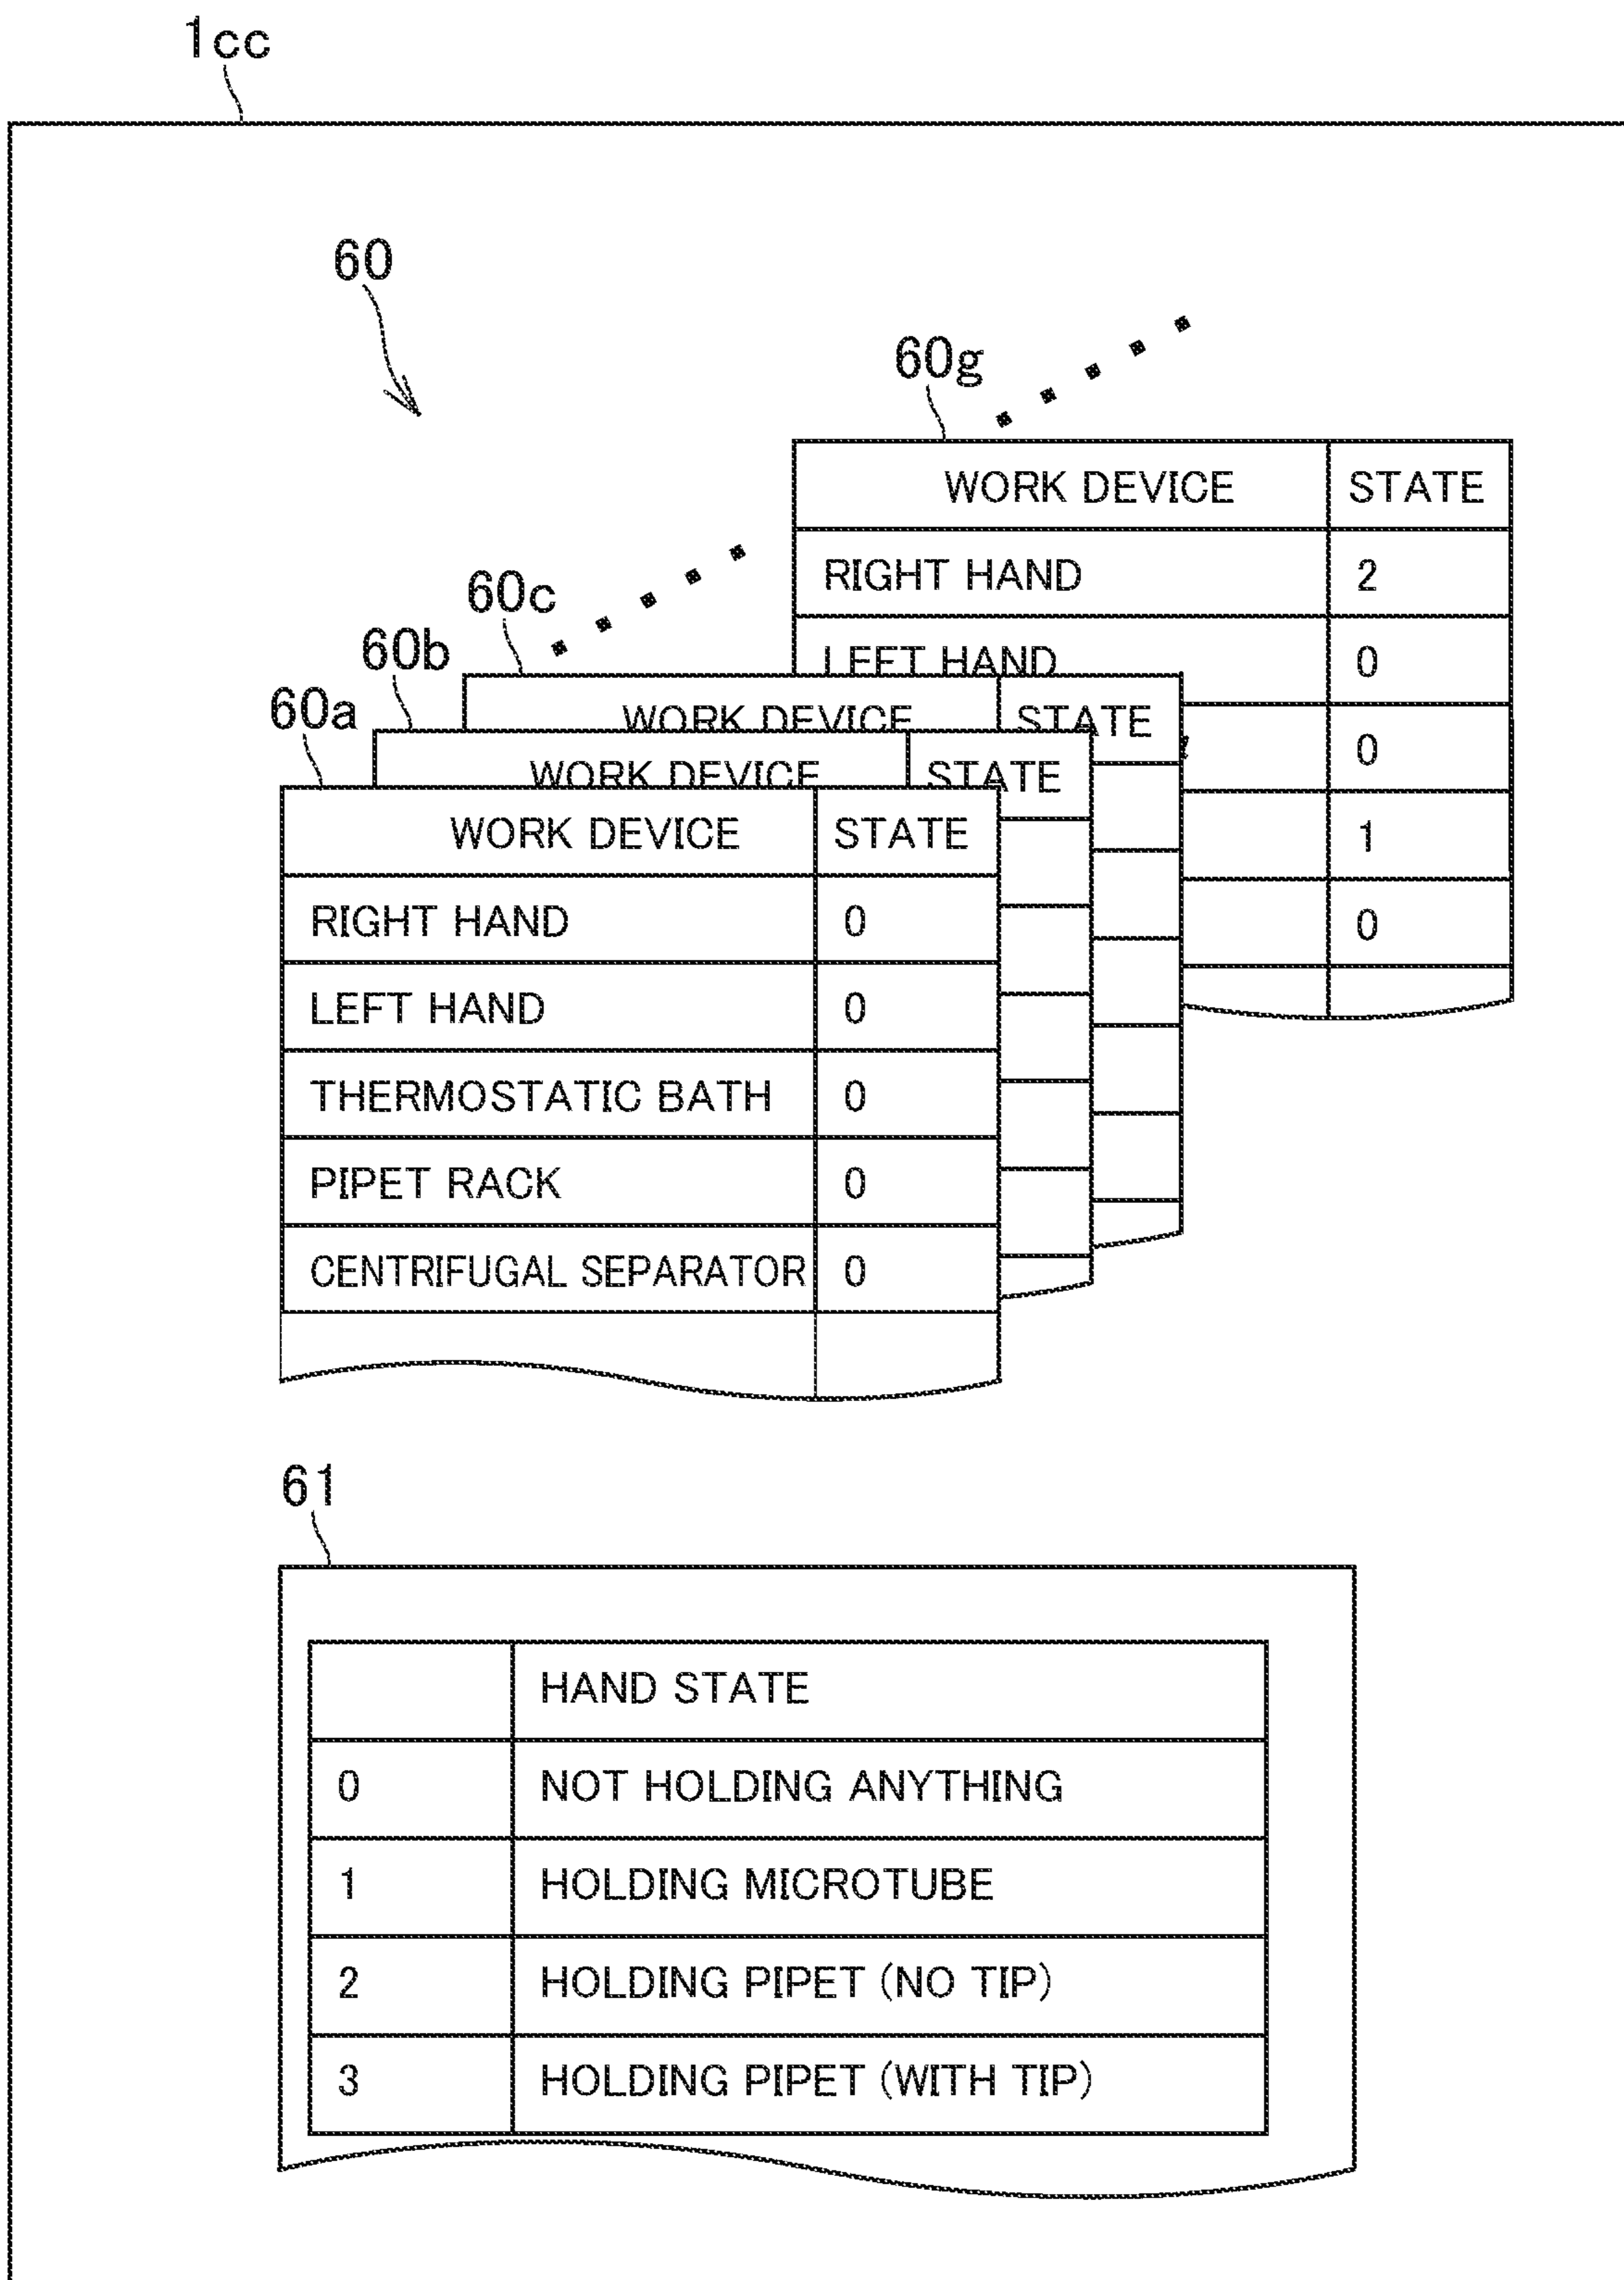 1cc
60
60g
WORK DEVICE STATE
RIGHT HAND 2
LEFT HAND 0
0
1
0
60c
WORK DEVICE STATE
60b
WORK DEVICE STATE
60a
WORK DEVICE STATE
RIGHT HAND 0
LEFT HAND 0
THERMOSTATIC BATH 0
PIPET RACK 0
CENTRIFUGAL SEPARATOR 0
61
HAND STATE
0 NOT HOLDING ANYTHING
1 HOLDING MICROTUBE
2 HOLDING PIPET (NO TIP)
3 HOLDING PIPET (WITH TIP)